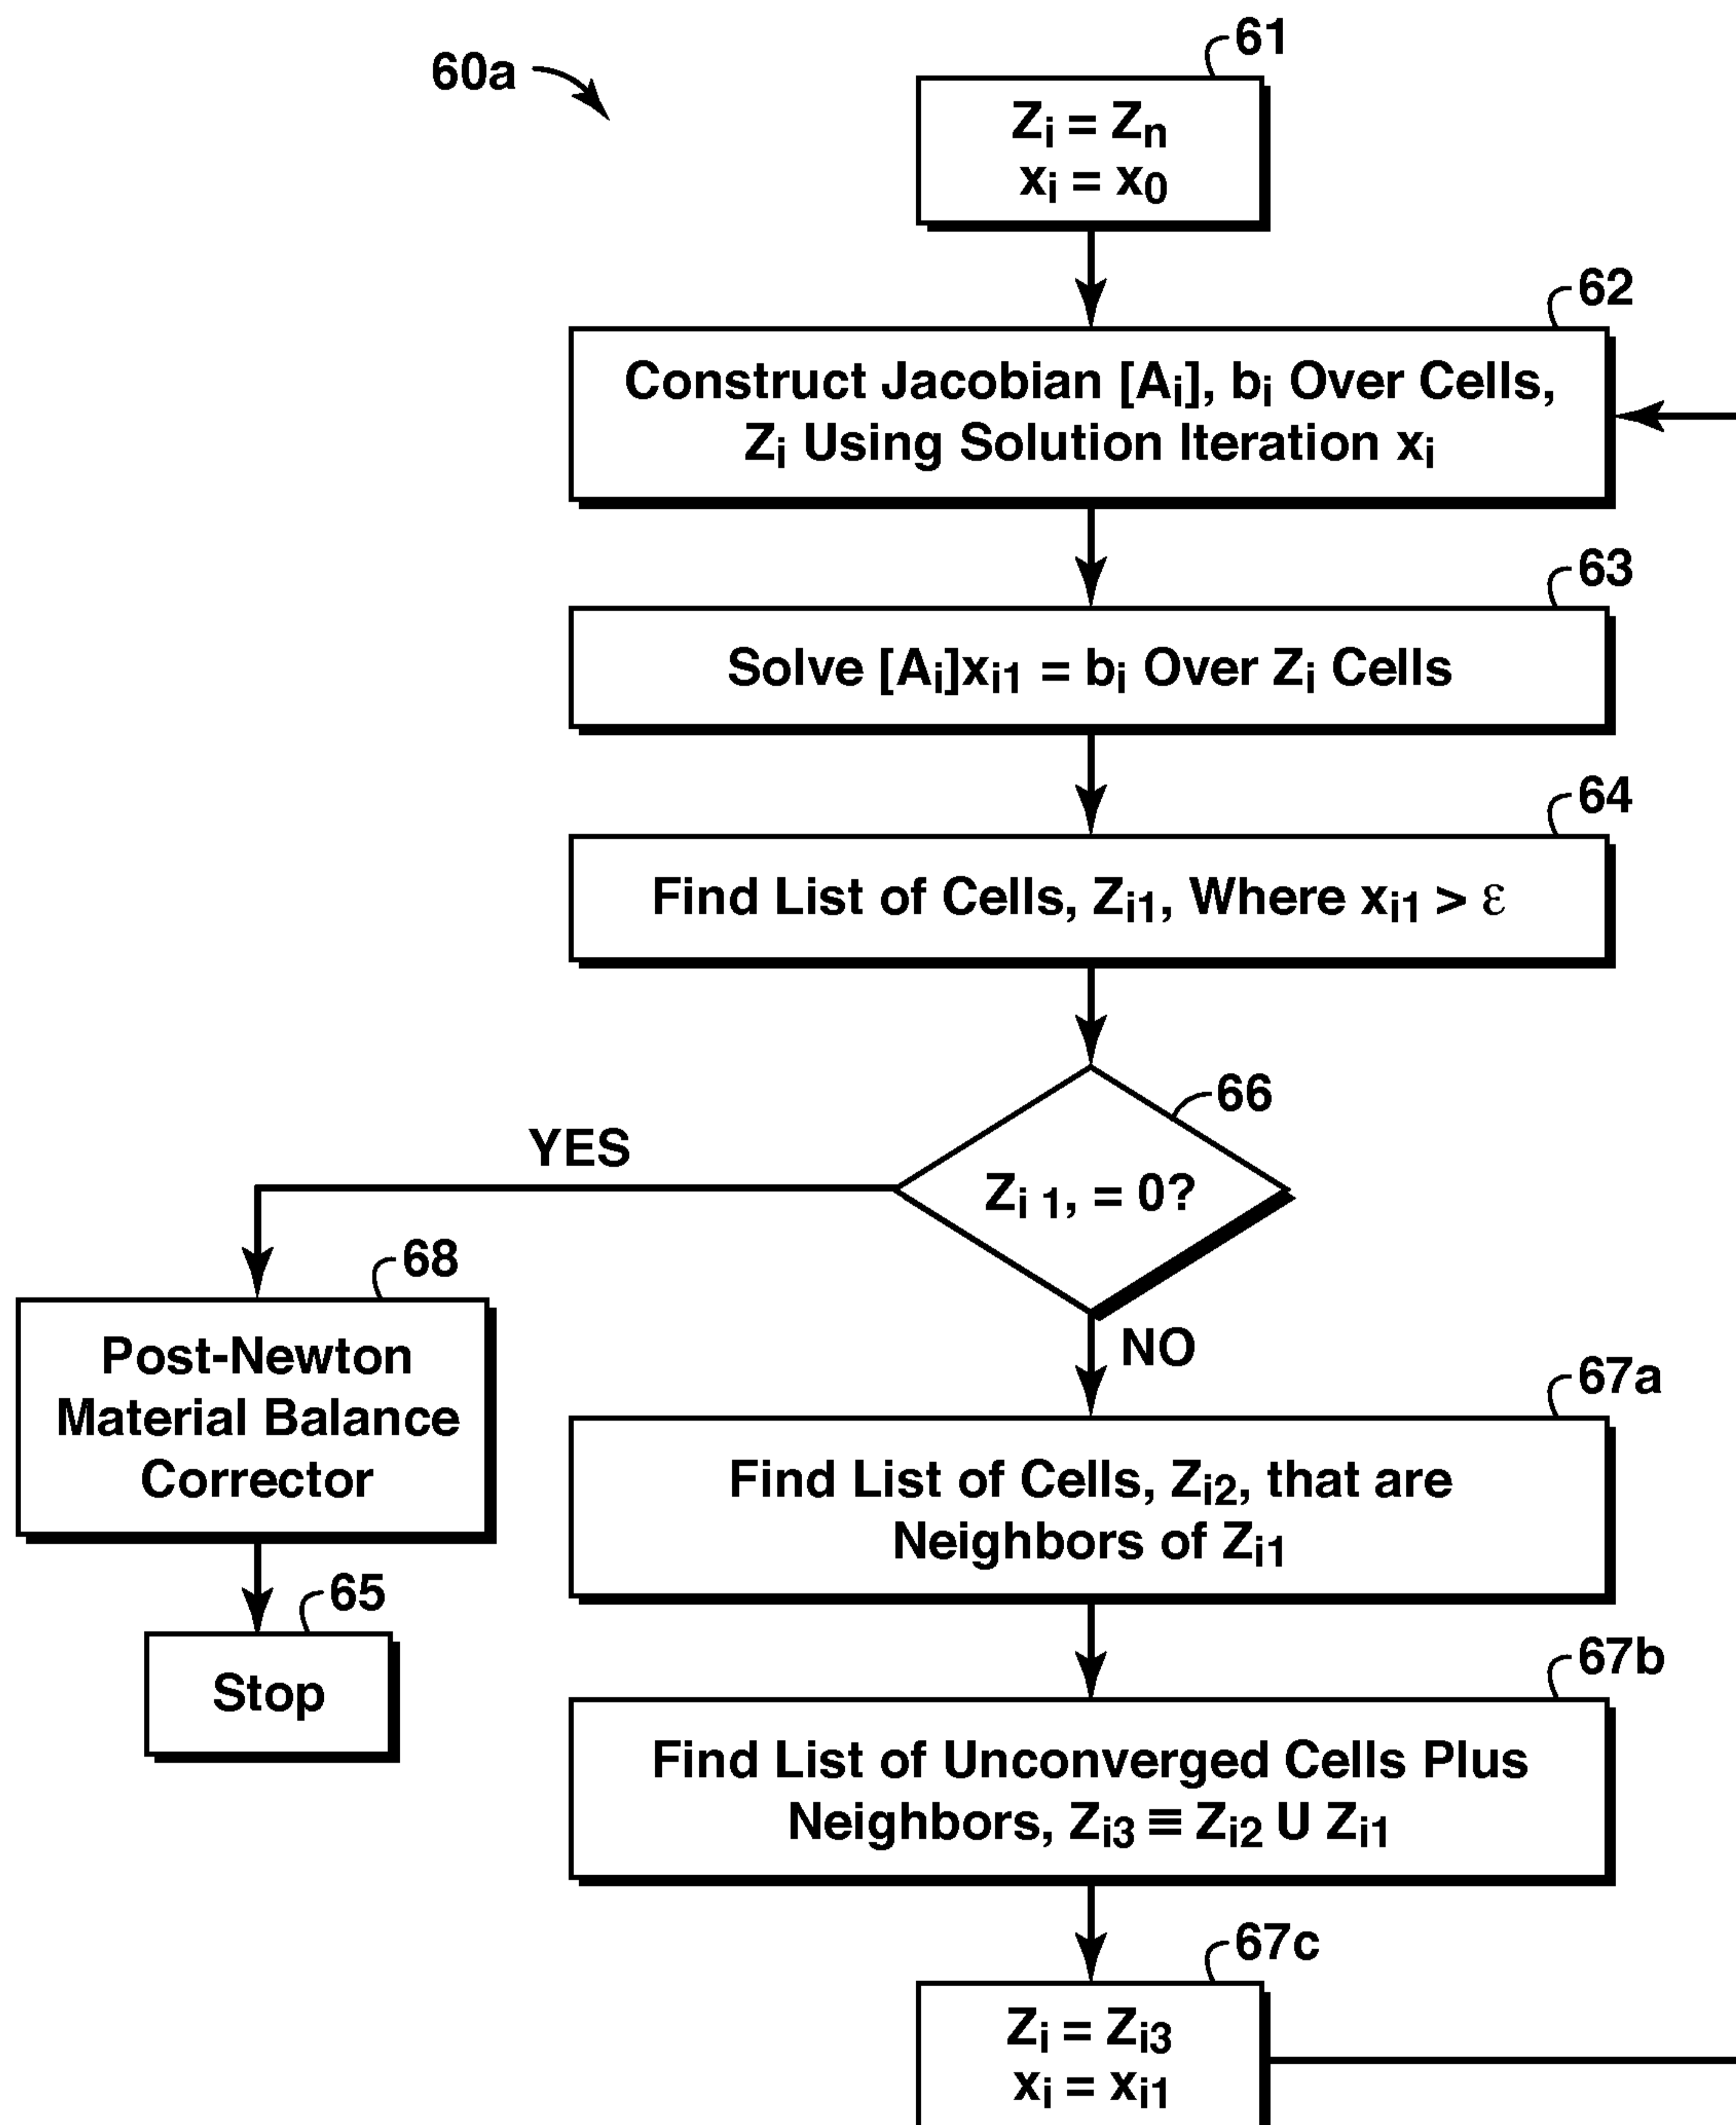 60a
61
Zi = Zn
xi = x0
62
Construct Jacobian [Ai], bi Over Cells,
Zi Using Solution Iteration xi
63
Solve [Ai]xi1 = bi Over Zi Cells
64
Find List of Cells, Zi1, Where xi1 > ε
66
Zi 1, = 0?
YES
NO
68
Post-Newton
Material Balance
Corrector
65
Stop
67a
Find List of Cells, Zi2, that are
Neighbors of Zi1
67b
Find List of Unconverged Cells Plus
Neighbors, Zi3 ≡ Zi2 U Zi1
67c
Zi = Zi3
xi = xi1